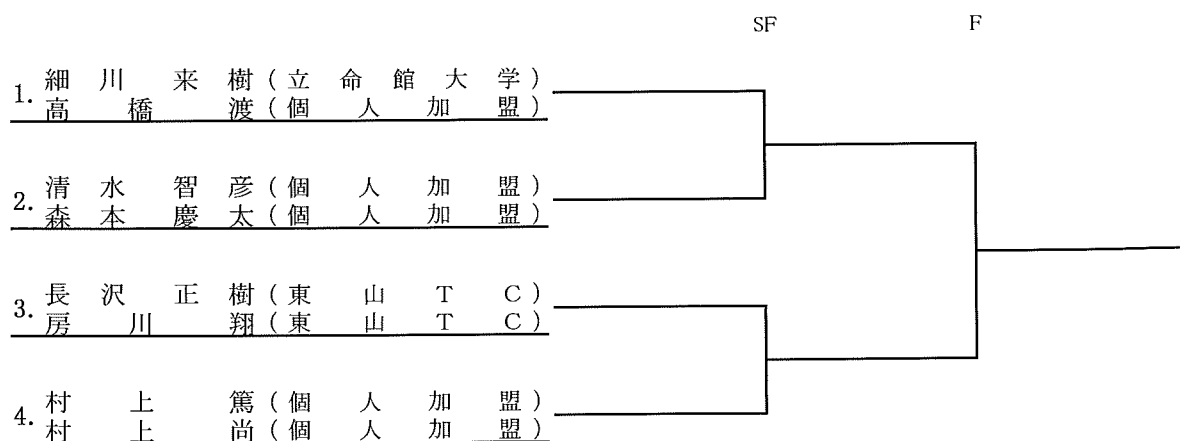 SF F
1. 細川 来樹(立命館大学)
高橋 渡(個人加盟)
2. 清水 智彦(個人加盟)
森本 慶太(個人加盟)
3. 長沢 正樹(東山TC)
房川 翔(東山TC)
4. 村上 篤(個人加盟)
村上 尚(個人加盟)